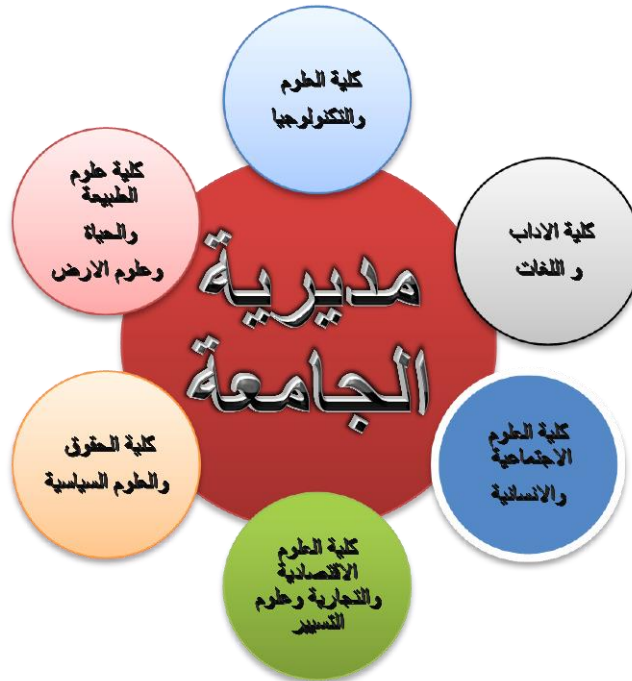 كلية العلوم
والتكنولوجيا
كلية علوم
الطبيعة
والحياة
وعلوم الارض
كلية الاداب
و اللغات
مديرية
الجامعة
كلية الحقوق
والعلوم السياسية
كلية العلوم
الاجتماعية
والانسانية
كلية العلوم
الاقتصادية
والتجارية وعلوم
التسيير